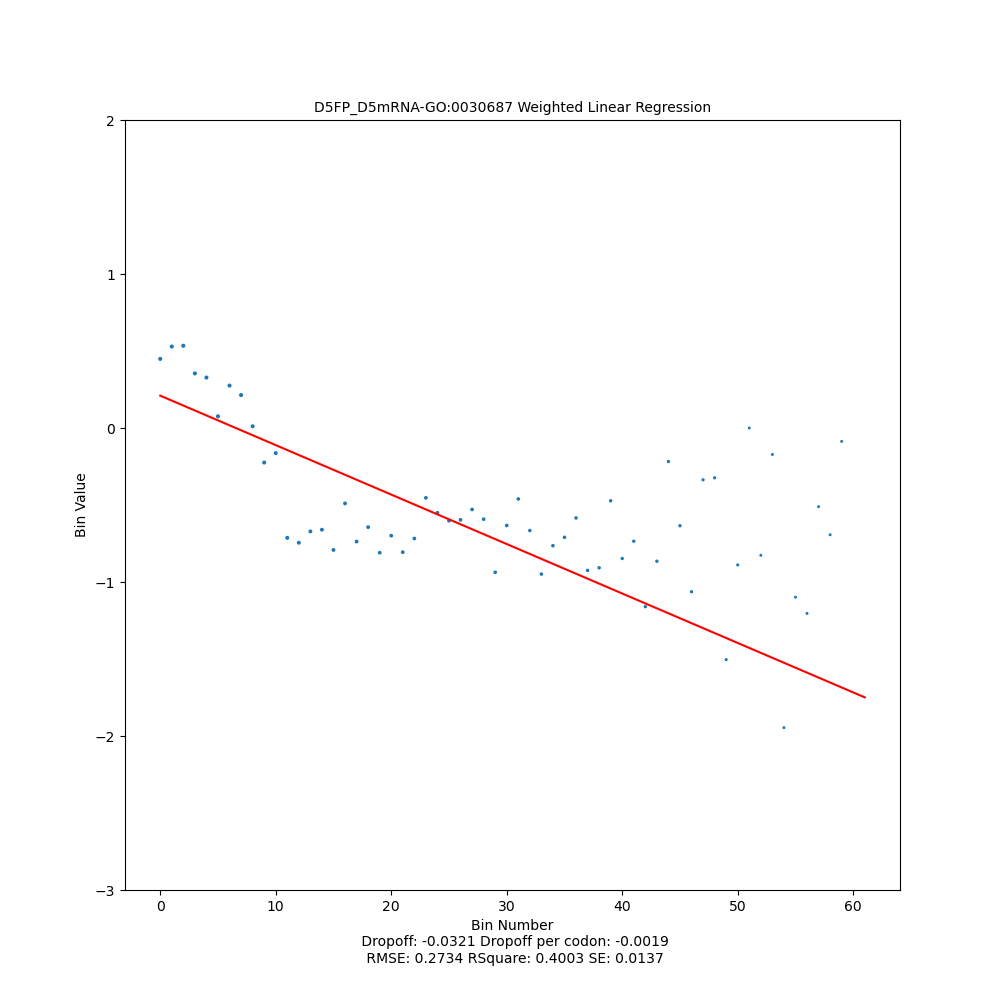 D5FP_D5mRNA-GO:0030687 Weighted Linear Regression
2
1
0
−1
−2
−3
Bin Value
0 10 20 30 40 50 60
Bin Number
Dropoff: -0.0321 Dropoff per codon: -0.0019
RMSE: 0.2734 RSquare: 0.4003 SE: 0.0137